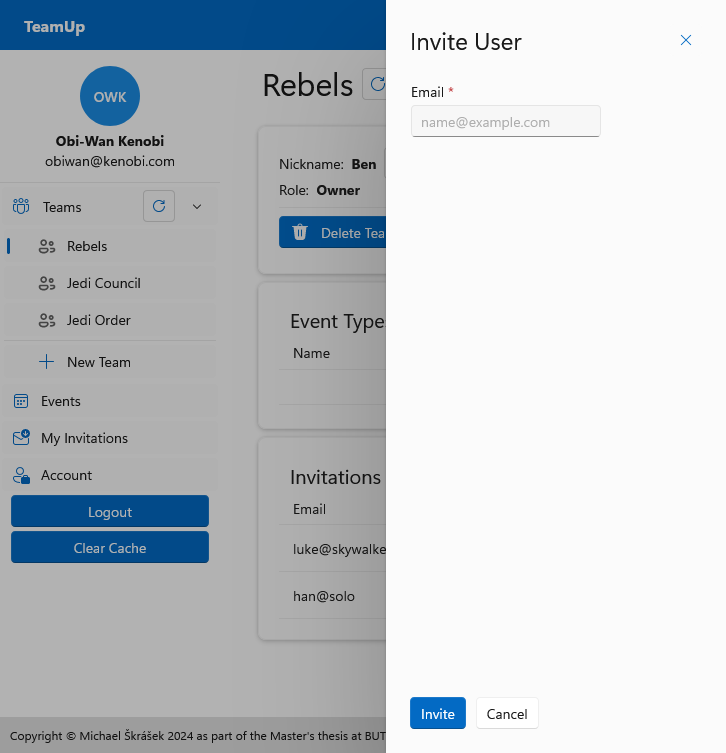 TeamUp
OWK
Obi-Wan Kenobi
obiwan@kenobi.com
Teams
Rebels
Jedi Council
Jedi Order
New Team
Events
My Invitations
Account
Logout
Clear Cache
Rebels
Nickname: Ben
Role: Owner
Delete Tea
Event Type
Name
Invitations
Email
luke@skywalke
han@solo
Copyright © Michael Škrášek 2024 as part of the Master's thesis at BUT
Invite User
Email *
name@example.com
Invite
Cancel